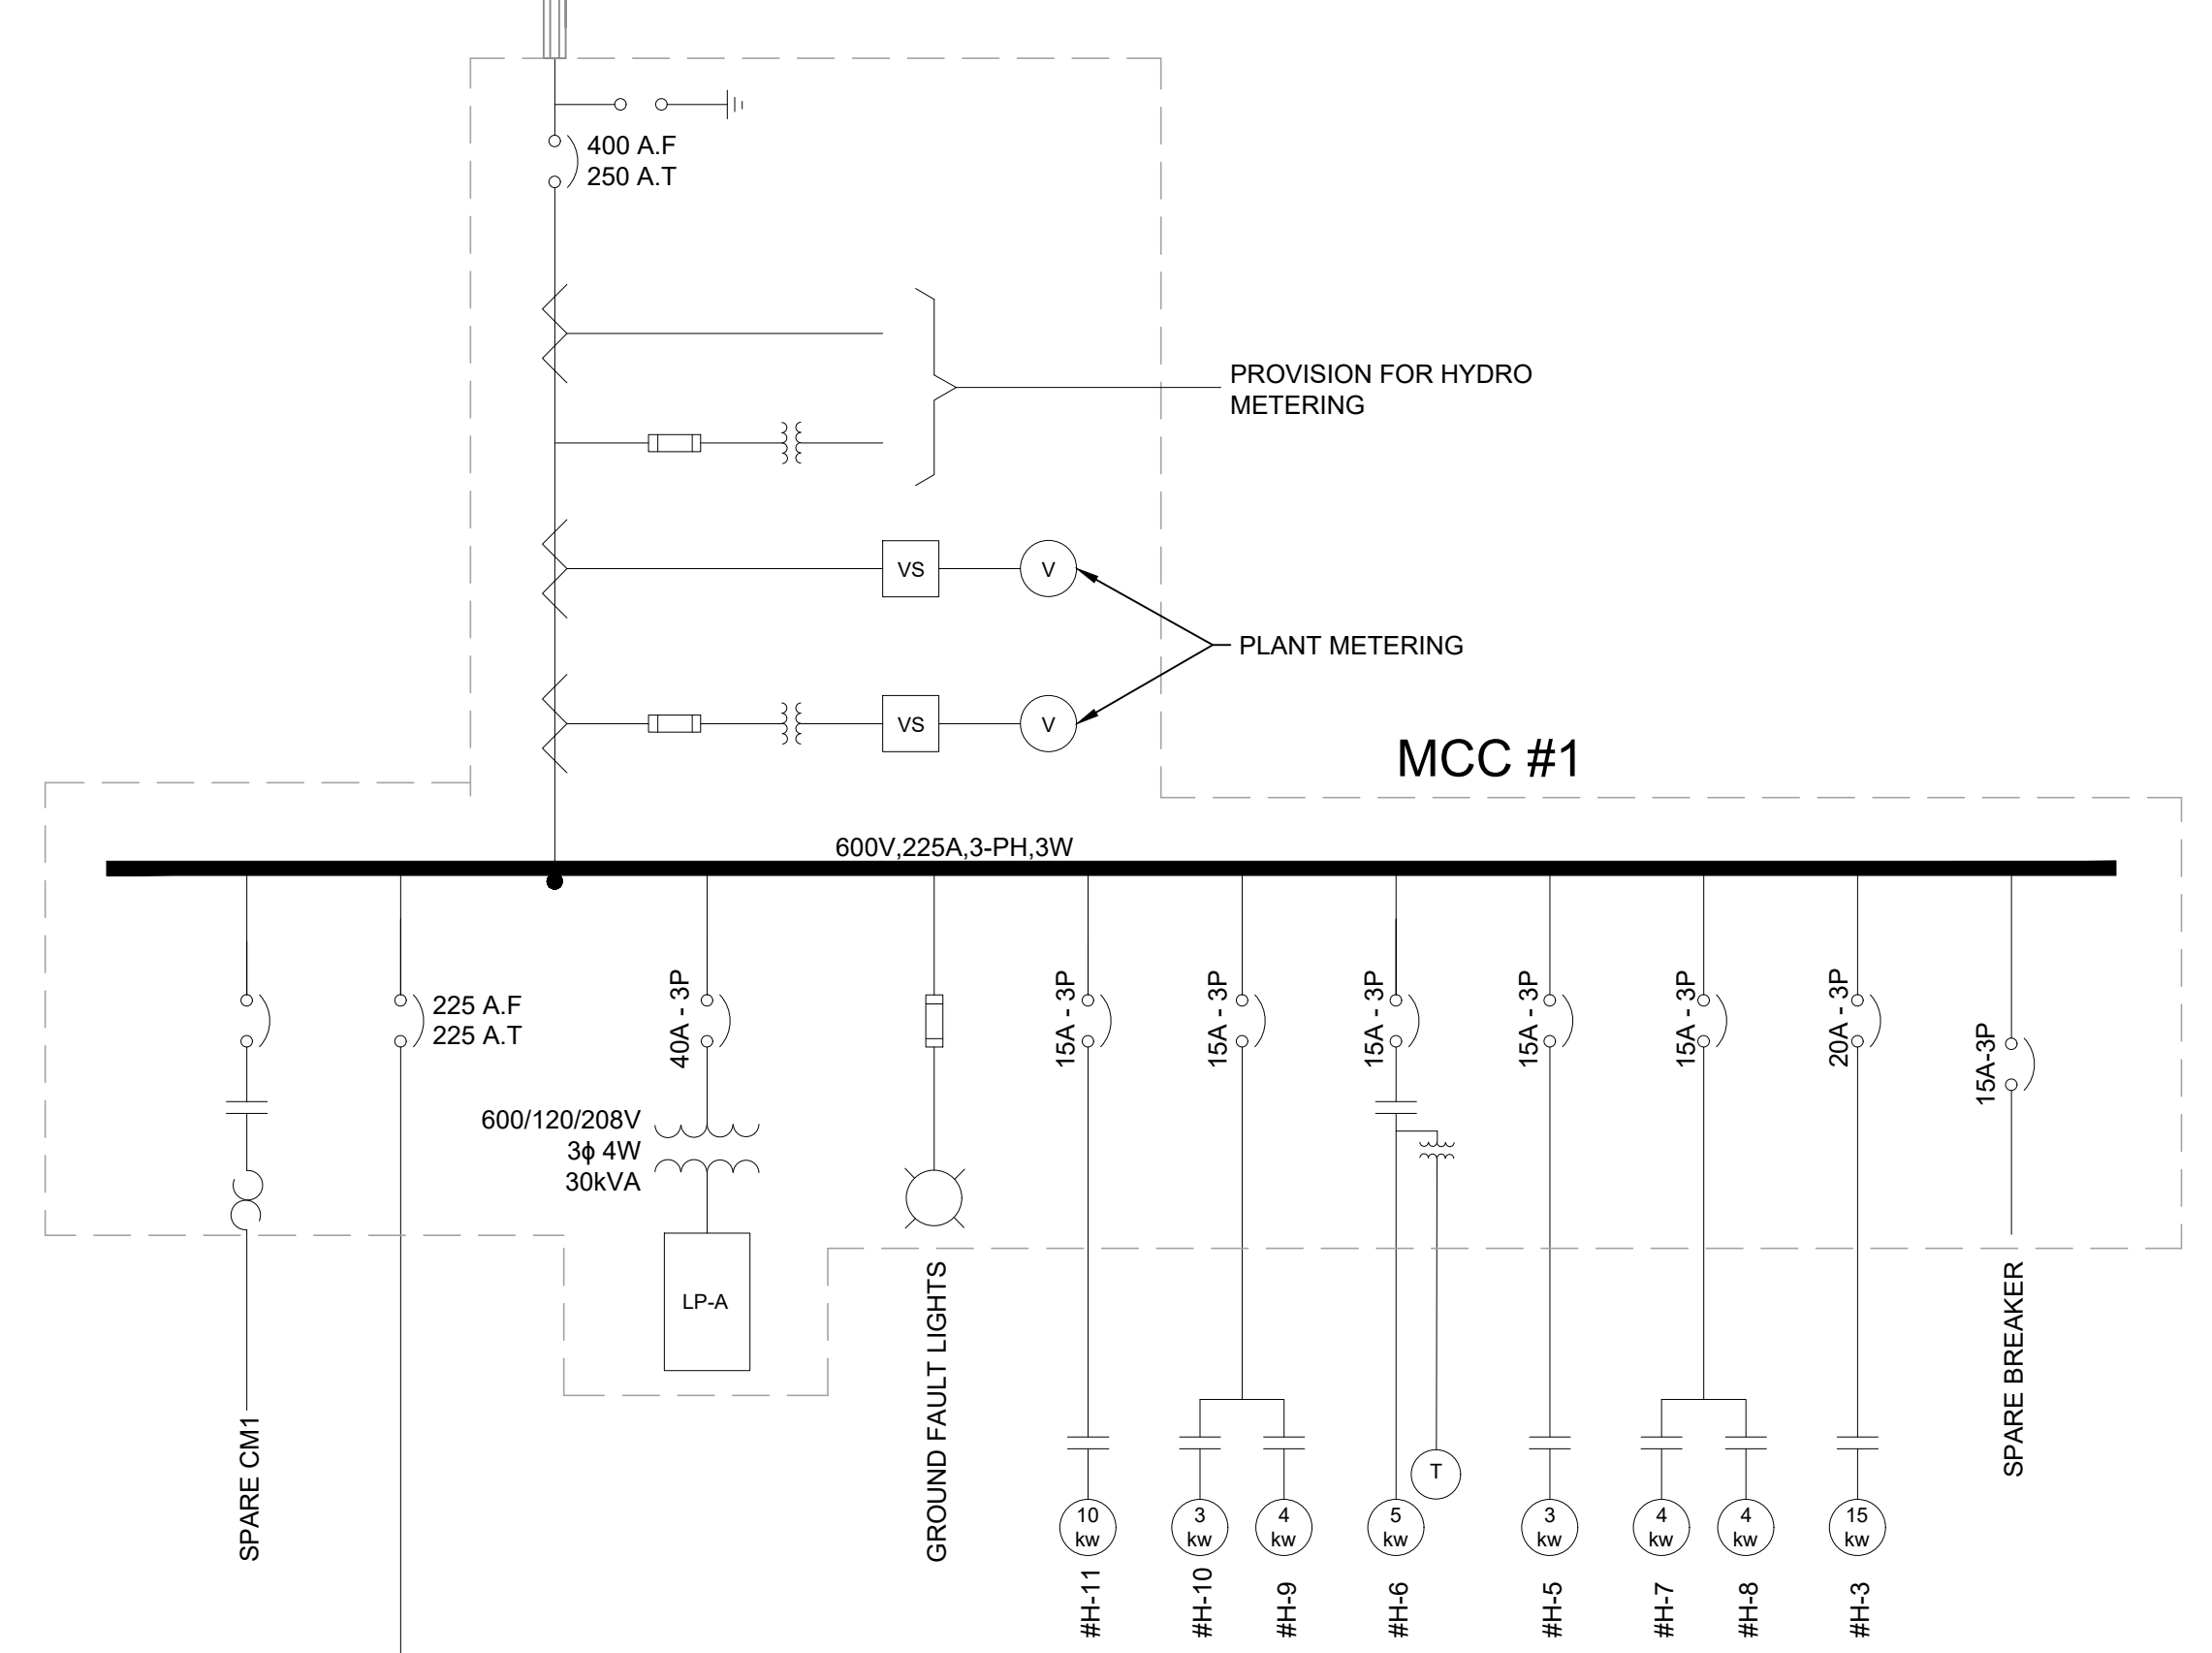 400 A.F
250 A.T
PROVISION FOR HYDRO
METERING
VS
V
PLANT METERING
VS
V
MCC #1
600V,225A,3-PH,3W
225 A.F
225 A.T
40A - 3P
15A - 3P
15A - 3P
15A - 3P
15A - 3P
15A - 3P
20A - 3P
15A-3P
600/120/208V
3ϕ 4W
30kVA
LP-A
SPARE CM1
GROUND FAULT LIGHTS
SPARE BREAKER
T
10
kw
3
kw
4
kw
5
kw
3
kw
4
kw
4
kw
15
kw
#H-11
#H-10
#H-9
#H-6
#H-5
#H-7
#H-8
#H-3